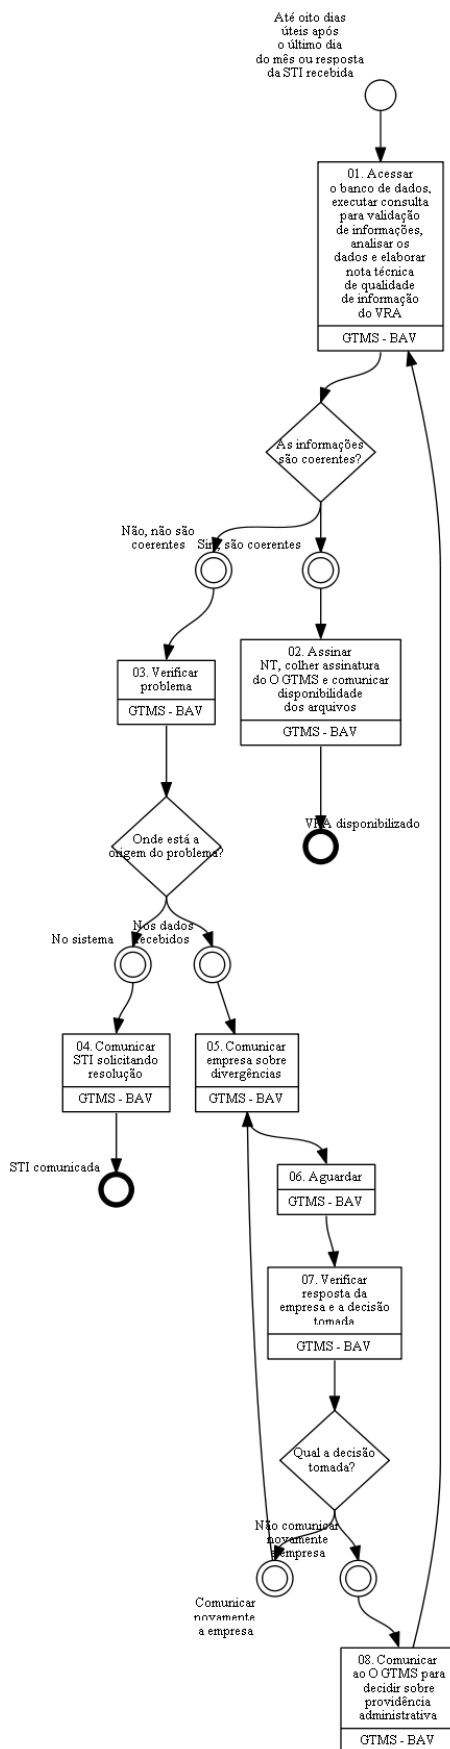 Até oito dias
úteis após
o último dia
do mês ou resposta
da STI recebida
01. Acessar
o banco de dados,
executar consulta
para validação
de informações,
analisar os
dados e elaborar
nota técnica
de qualidade
de informação
do VRA
GTMS - BAV
As informações
são coerentes?
Não, não são
coerentes
Sim, são coerentes
03. Verificar
problema
GTMS - BAV
02. Assinar
NT, colher assinatura
do O GTMS e comunicar
disponibilidade
dos arquivos
GTMS - BAV
VRA disponibilizado
Onde está a
origem do problema?
No sistema
Nos dados
recebidos
04. Comunicar
STI solicitando
resolução
GTMS - BAV
05. Comunicar
empresa sobre
divergências
GTMS - BAV
STI comunicada
06. Aguardar
GTMS - BAV
07. Verificar
resposta da
empresa e a decisão
tomada
GTMS - BAV
Qual a decisão
tomada?
Não comunicar
novamente
a empresa
Comunicar
novamente
a empresa
08. Comunicar
ao O GTMS para
decidir sobre
providência
administrativa
GTMS - BAV